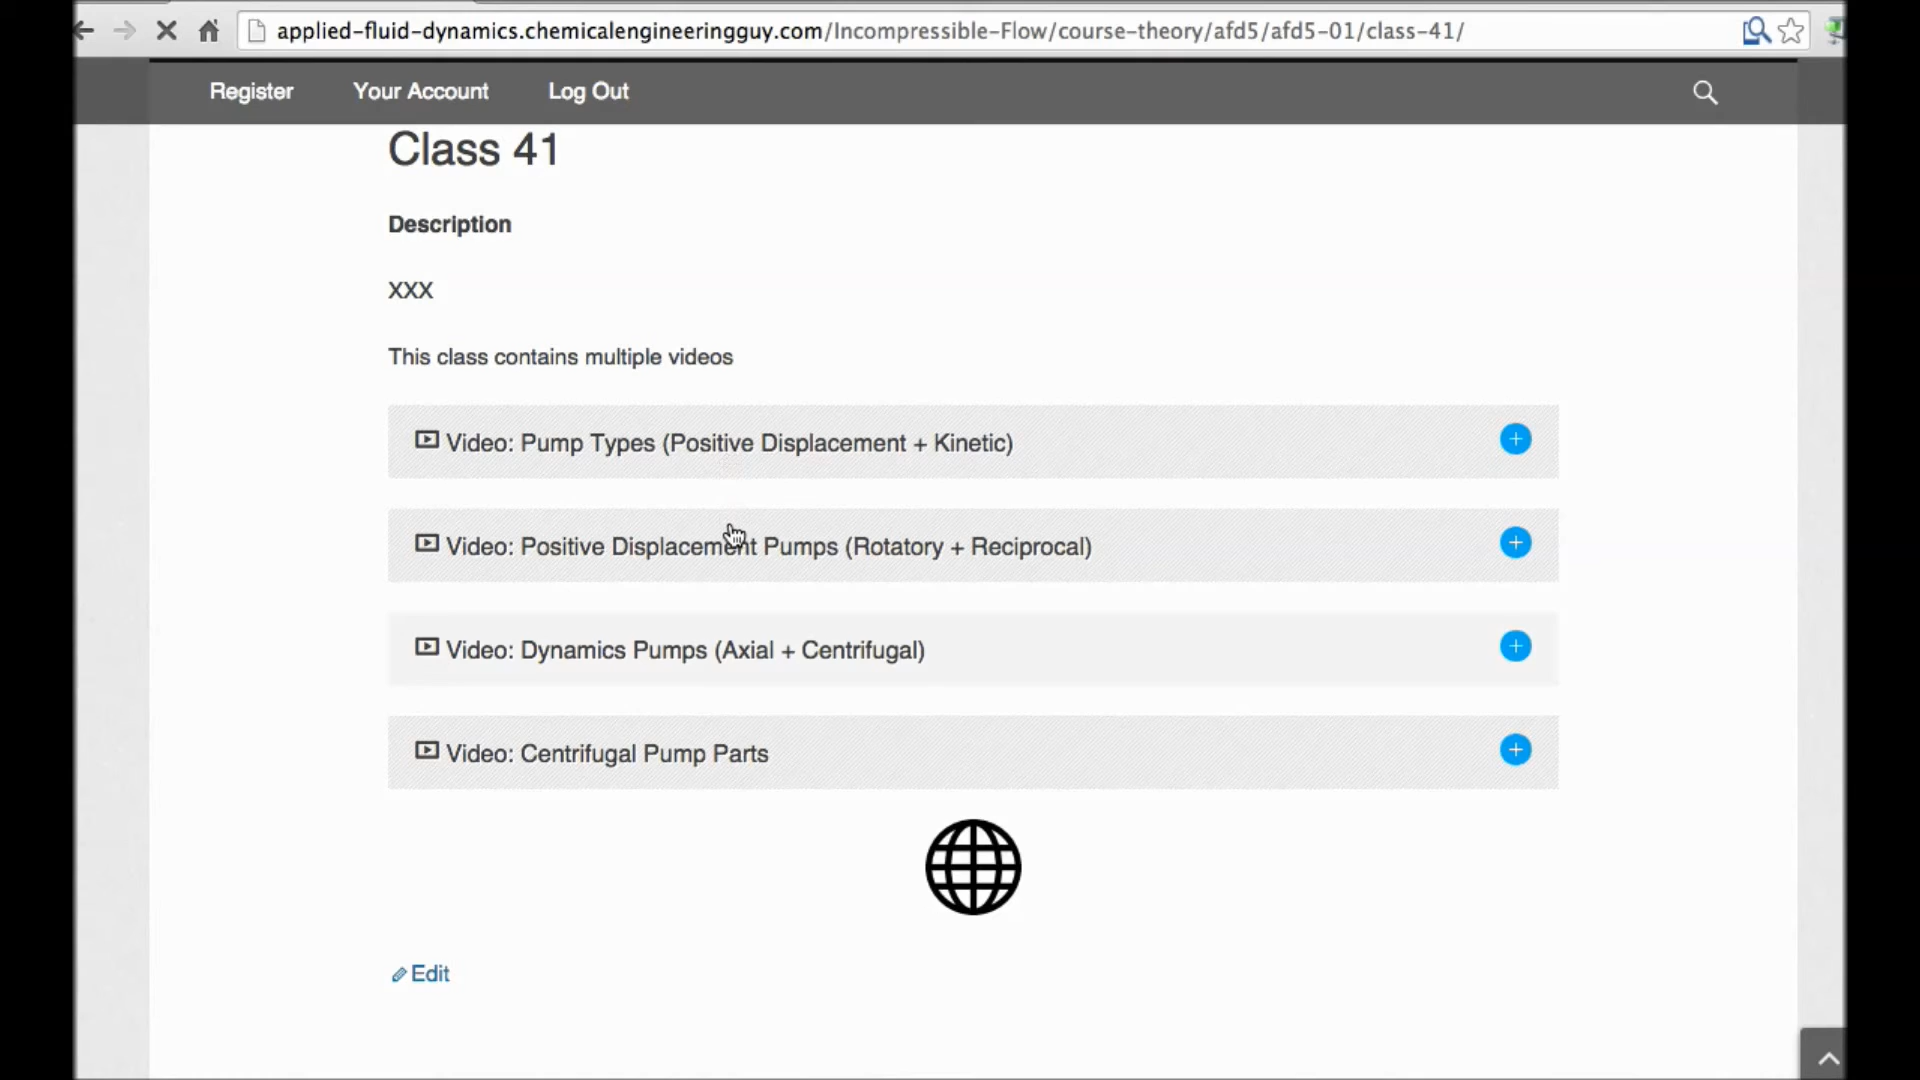 applied-fluid-dynamics.chemicalengineeringguy.com/Incompressible-Flow/course-theory/afd5/afd5-01/class-41/
Register Your Account Log Out
Class 41
Description
XXX
This class contains multiple videos
Video: Pump Types (Positive Displacement + Kinetic)
Video: Positive Displacement Pumps (Rotatory + Reciprocal)
Video: Dynamics Pumps (Axial + Centrifugal)
Video: Centrifugal Pump Parts
Edit